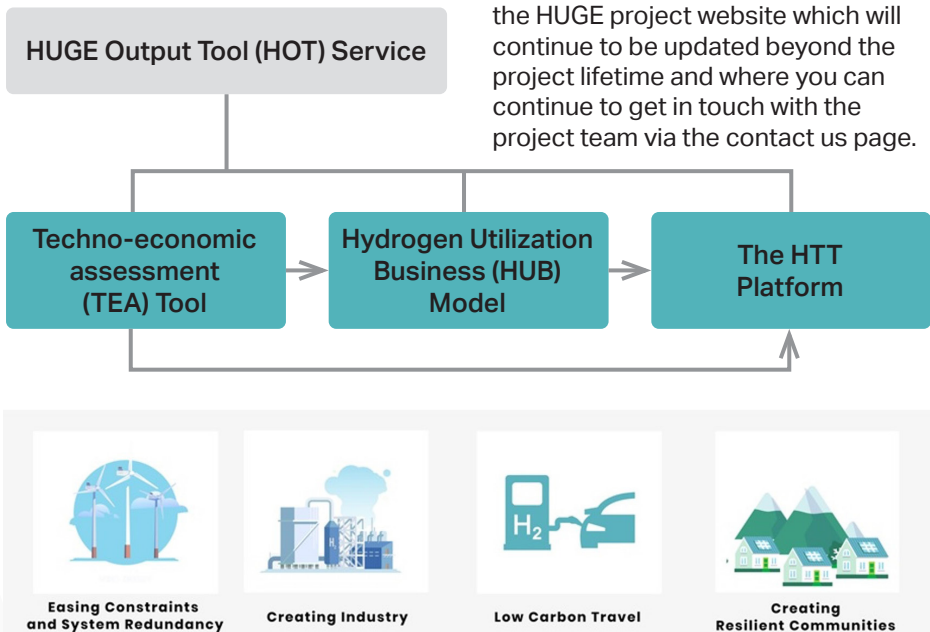 the HUGE project website which will
continue to be updated beyond the
project lifetime and where you can
continue to get in touch with the
project team via the contact us page.
HUGE Output Tool (HOT) Service
Techno-economic
assessment
(TEA) Tool
Hydrogen Utilization
Business (HUB)
Model
The HTT
Platform
H₂
H₂
Easing Constraints
and System Redundancy
Creating Industry
Low Carbon Travel
Creating
Resilient Communities